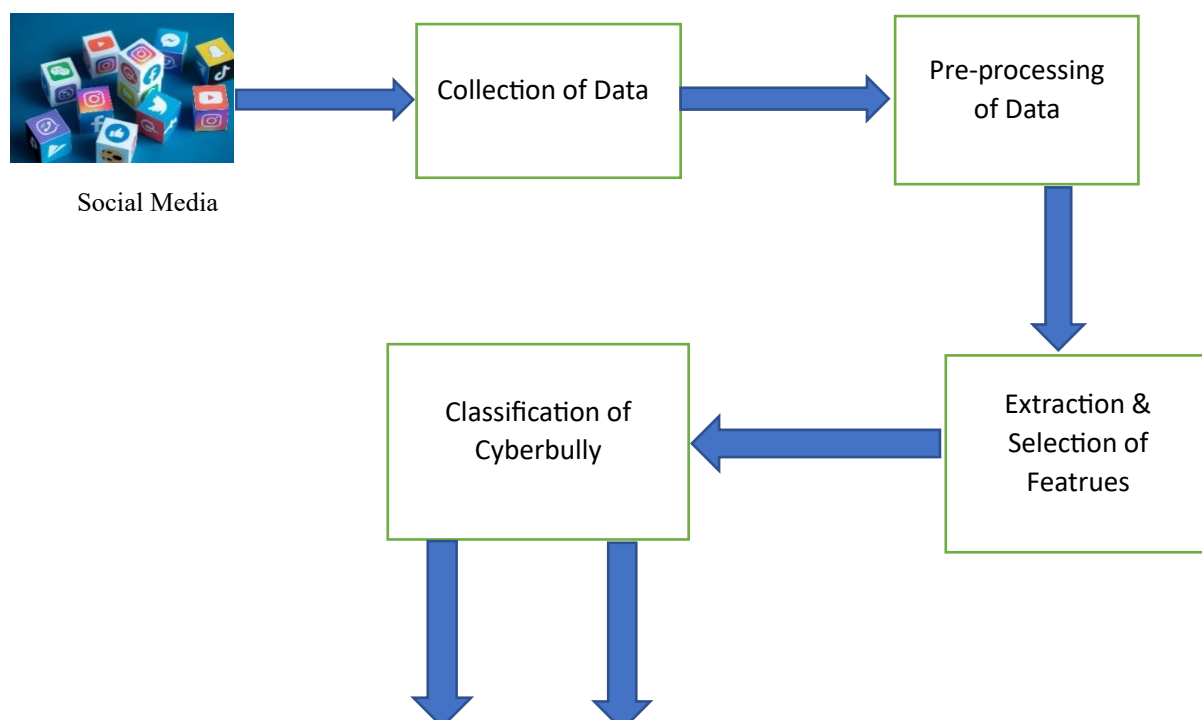 Collection of Data
Pre-processing
of Data
Social Media
Extraction &
Selection of
Featrues
Classification of
Cyberbully